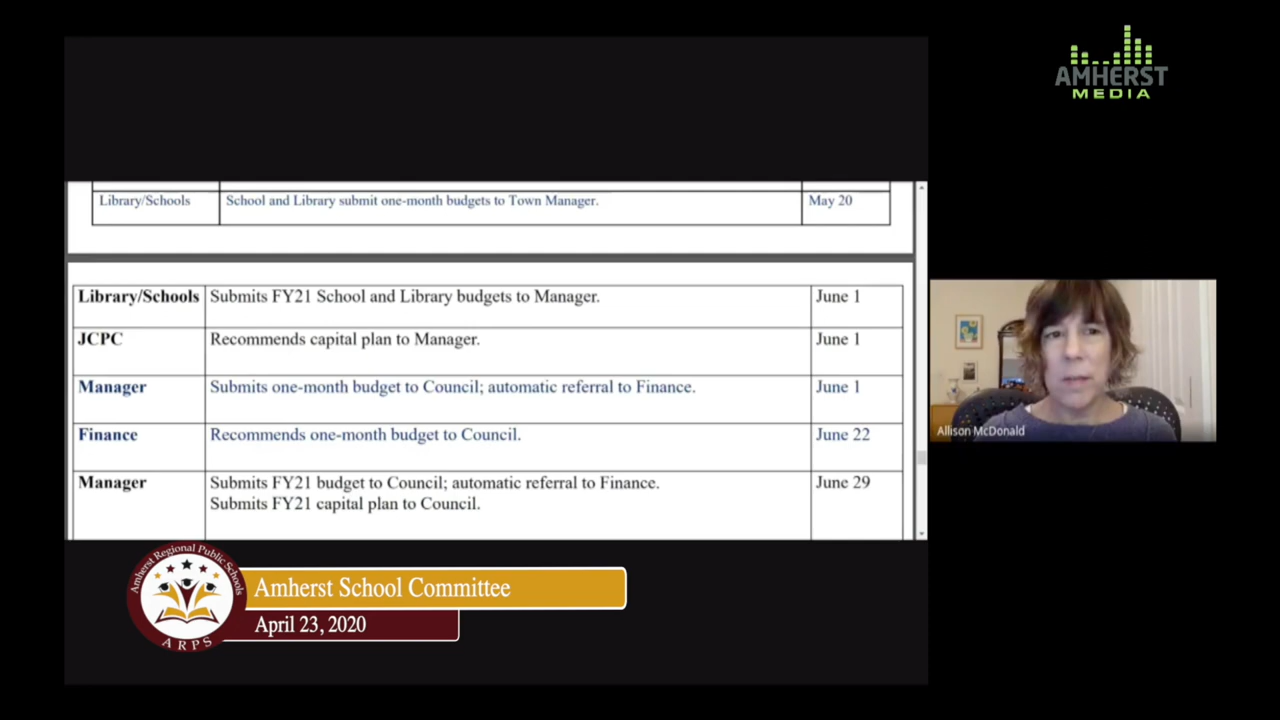 AMHERST
MEDIA
Library/Schools School and Library submit one-month budgets to Town Manager. May 20
Library/Schools Submits FY21 School and Library budgets to Manager. June 1
JCPC Recommends capital plan to Manager. June 1
Manager Submits one-month budget to Council; automatic referral to Finance. June 1
Finance Recommends one-month budget to Council. June 22
Manager Submits FY21 budget to Council; automatic referral to Finance. June 29
Submits FY21 capital plan to Council.
Allison McDonald
Amherst Regional Public Schools
ARPS
Amherst School Committee
April 23, 2020